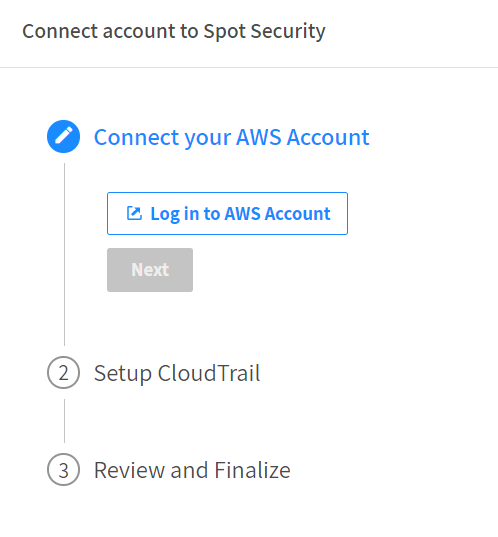 Connect account to Spot Security
Connect your AWS Account
Log in to AWS Account
Next
2 Setup CloudTrail
3 Review and Finalize